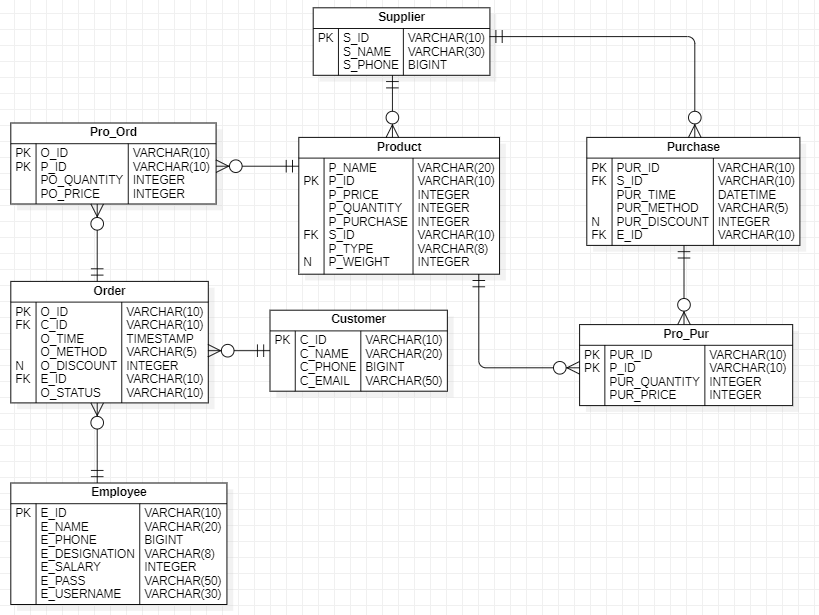 Supplier
PK S_ID VARCHAR(10)
S_NAME VARCHAR(30)
S_PHONE BIGINT
Pro_Ord
PK O_ID VARCHAR(10)
PK P_ID VARCHAR(10)
PO_QUANTITY INTEGER
PO_PRICE INTEGER
Product
P_NAME VARCHAR(20)
PK P_ID VARCHAR(10)
P_PRICE INTEGER
P_QUANTITY INTEGER
P_PURCHASE INTEGER
FK S_ID VARCHAR(10)
P_TYPE VARCHAR(8)
N P_WEIGHT INTEGER
Purchase
PK PUR_ID VARCHAR(10)
FK S_ID VARCHAR(10)
PUR_TIME DATETIME
PUR_METHOD VARCHAR(5)
N PUR_DISCOUNT INTEGER
FK E_ID VARCHAR(10)
Order
PK O_ID VARCHAR(10)
FK C_ID VARCHAR(10)
O_TIME TIMESTAMP
O_METHOD VARCHAR(5)
N O_DISCOUNT INTEGER
FK E_ID VARCHAR(10)
O_STATUS VARCHAR(10)
Customer
PK C_ID VARCHAR(10)
C_NAME VARCHAR(20)
C_PHONE BIGINT
C_EMAIL VARCHAR(50)
Pro_Pur
PK PUR_ID VARCHAR(10)
PK P_ID VARCHAR(10)
PUR_QUANTITY INTEGER
PUR_PRICE INTEGER
Employee
PK E_ID VARCHAR(10)
E_NAME VARCHAR(20)
E_PHONE BIGINT
E_DESIGNATION VARCHAR(8)
E_SALARY INTEGER
E_PASS VARCHAR(50)
E_USERNAME VARCHAR(30)